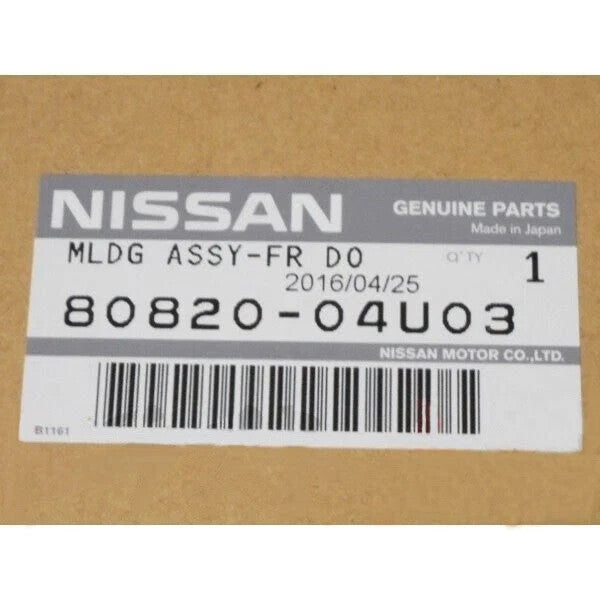 NISSAN
GENUINE PARTS
Made in Japan
MLDG ASSY-FR DO
Q'TY 1
2016/04/25
80820-04U03
NISSAN MOTOR CO.,LTD.
B1161